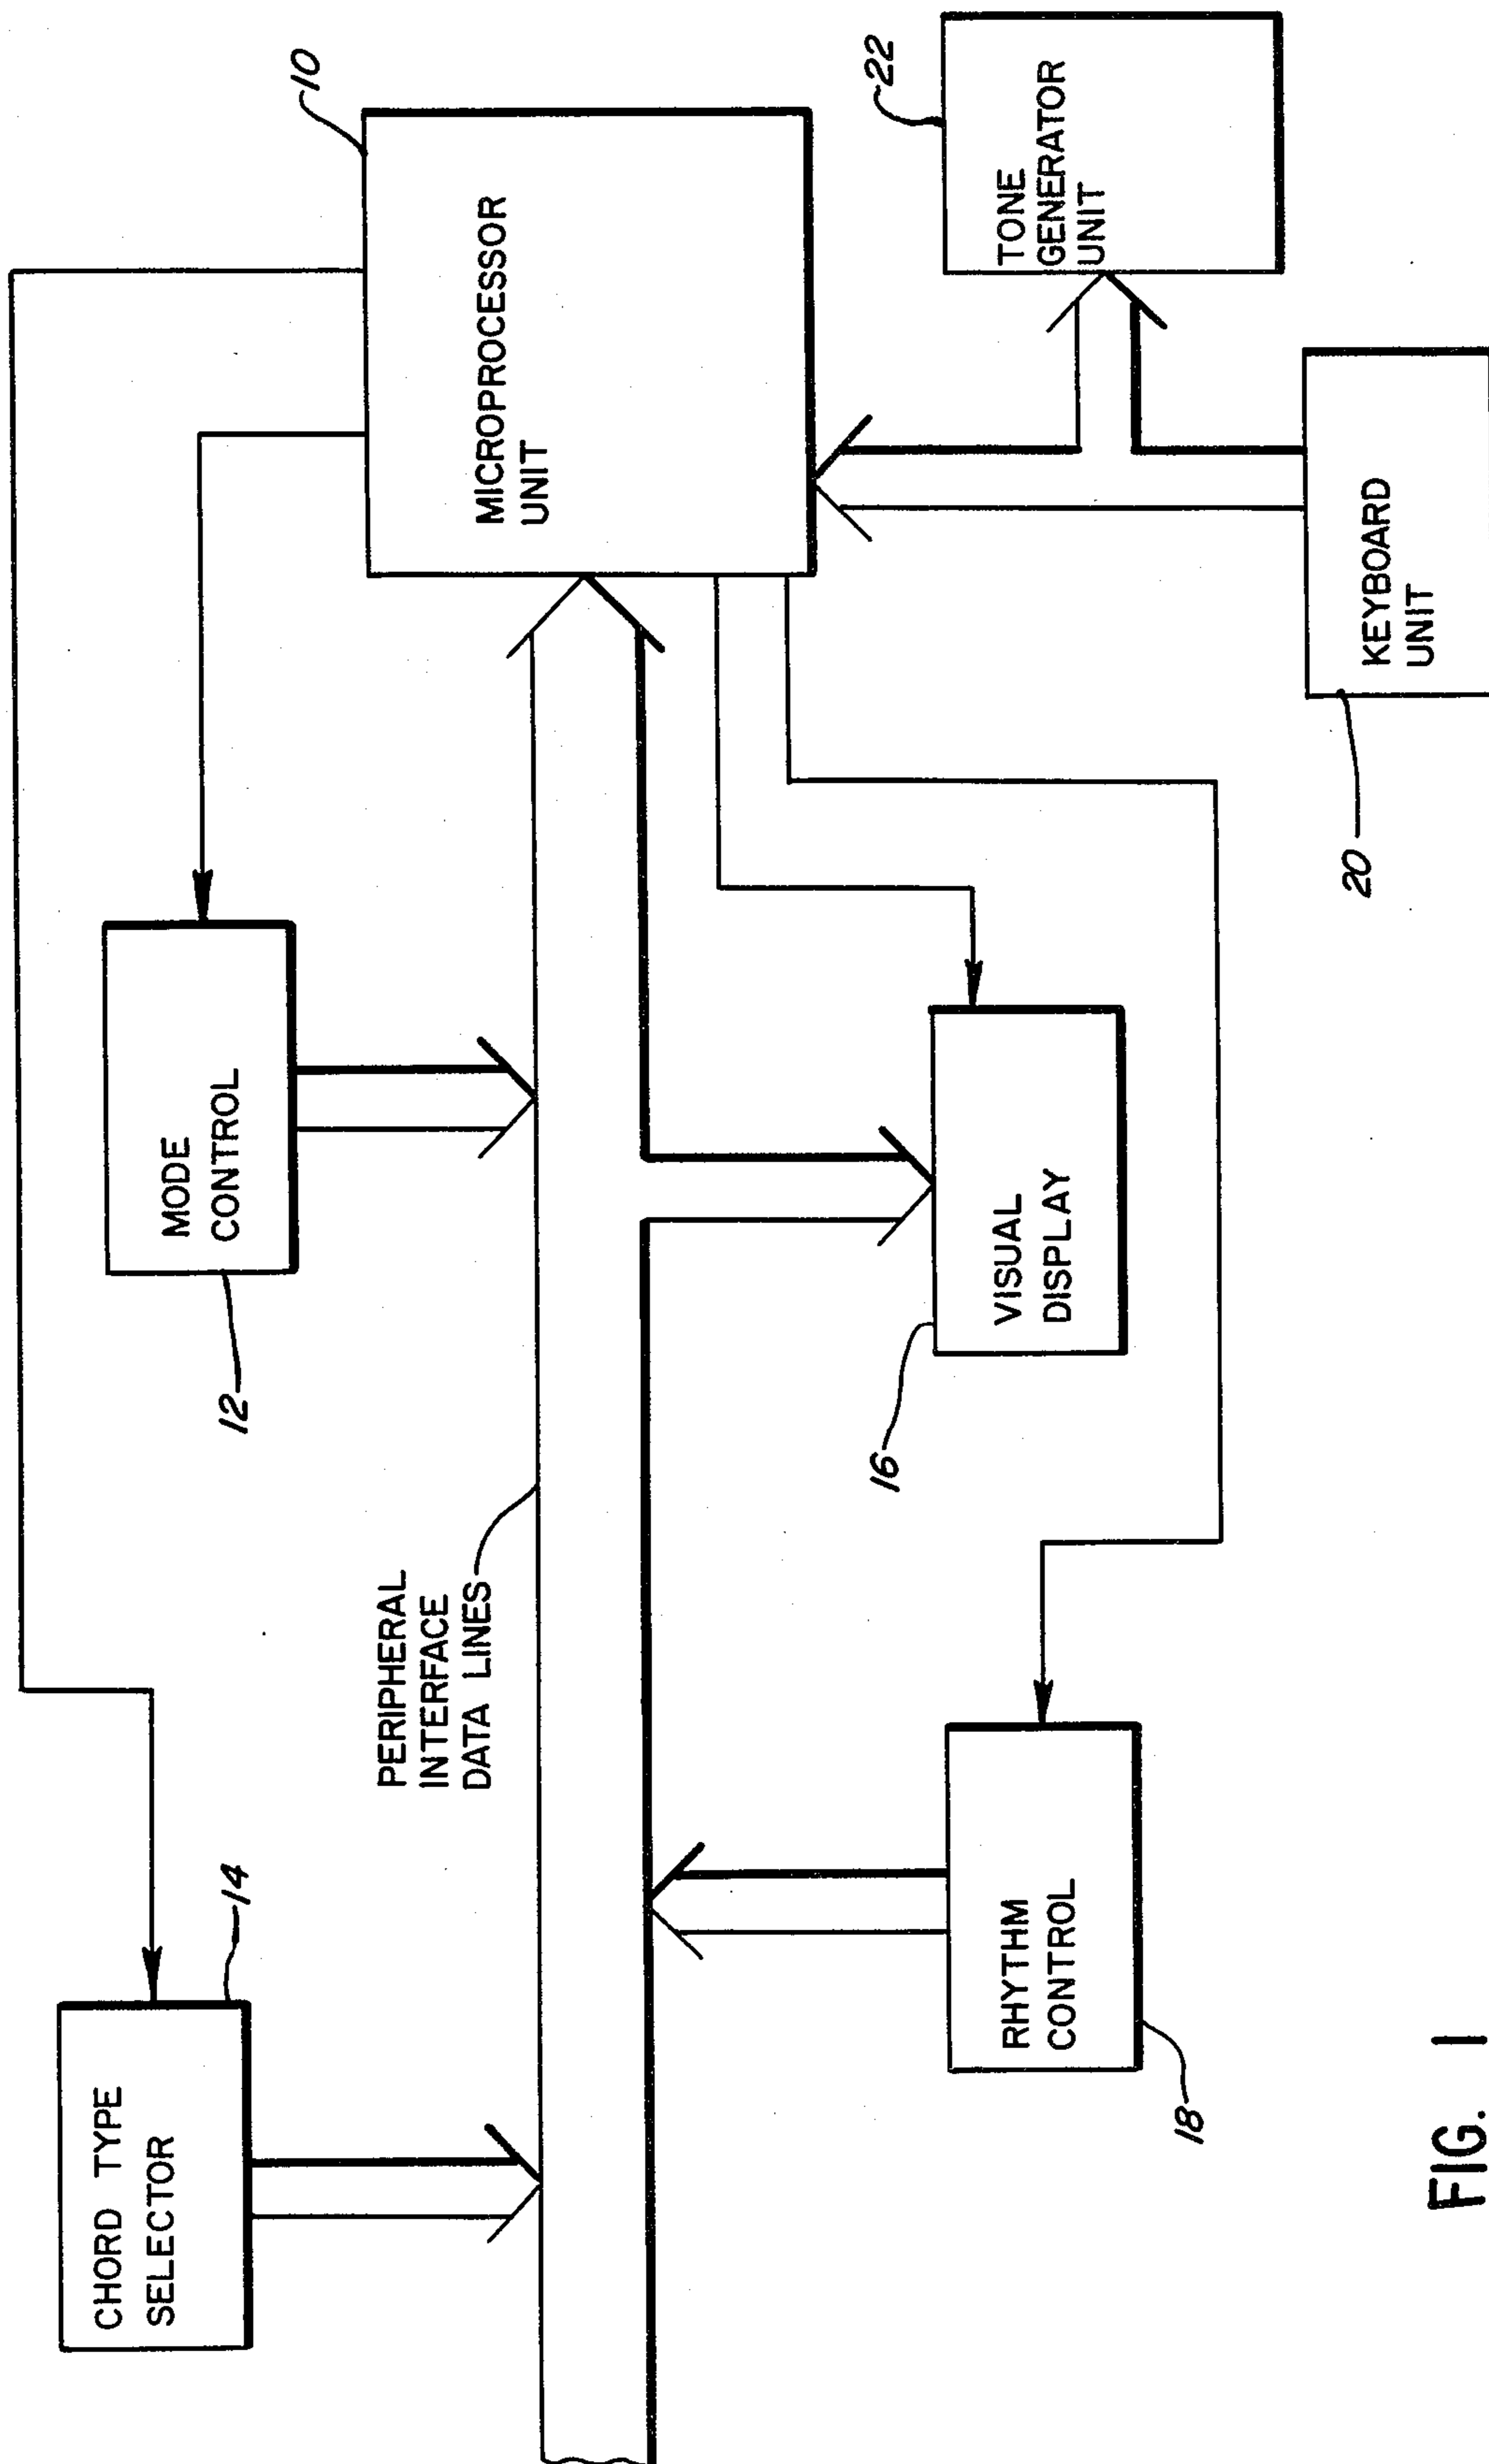 CHORD TYPE
SELECTOR
14
MODE
CONTROL
12
10
MICROPROCESSOR
UNIT
PERIPHERAL
INTERFACE
DATA LINES
RHYTHM
CONTROL
18
VISUAL
DISPLAY
16
22
TONE
GENERATOR
UNIT
KEYBOARD
UNIT
20
FIG. 1